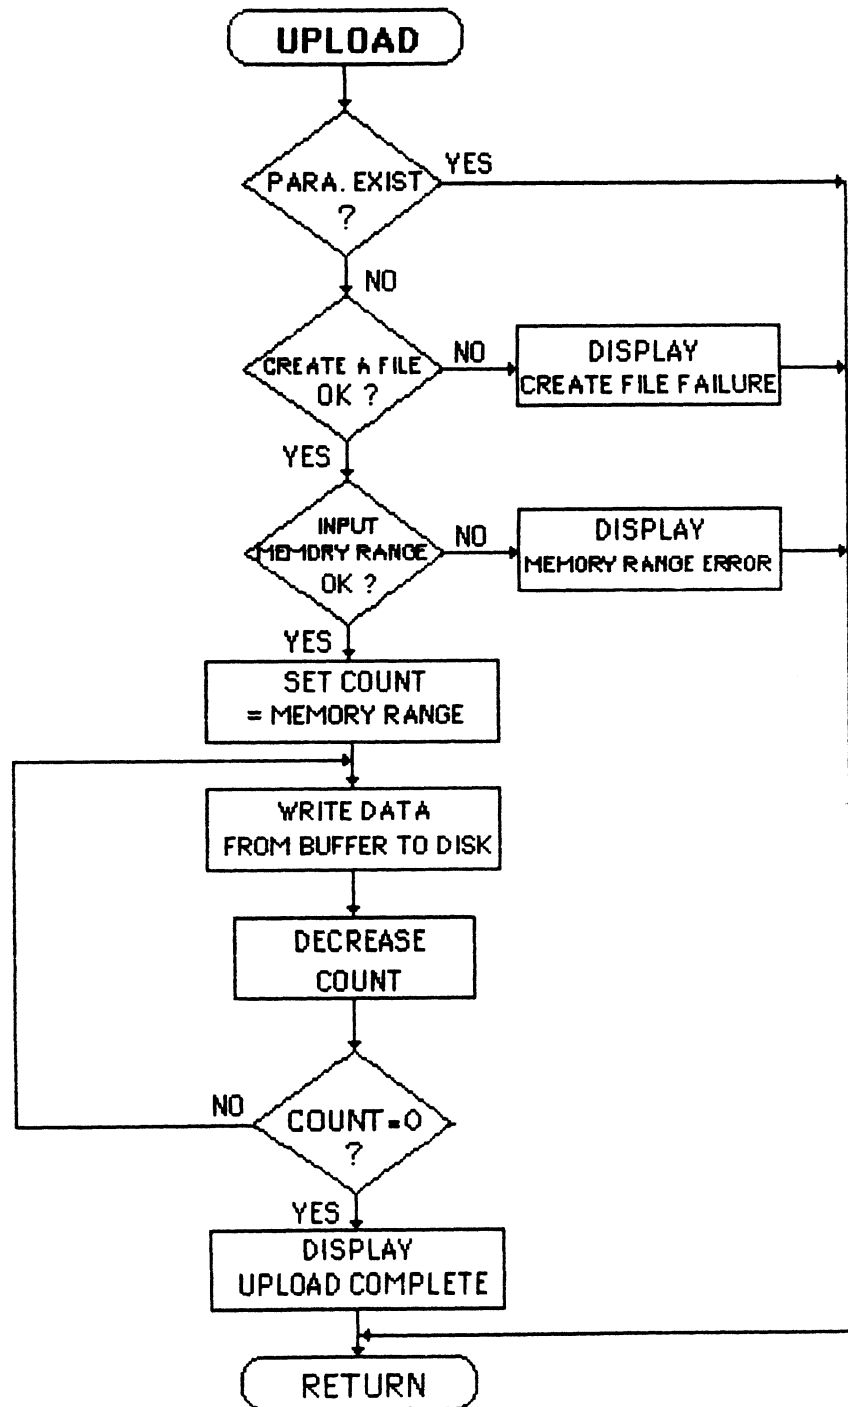 UPLOAD
PARA. EXIST
?
YES
NO
CREATE A FILE
OK ?
NO
DISPLAY
CREATE FILE FAILURE
YES
INPUT
MEMORY RANGE
OK ?
NO
DISPLAY
MEMORY RANGE ERROR
YES
SET COUNT
= MEMORY RANGE
WRITE DATA
FROM BUFFER TO DISK
DECREASE
COUNT
NO
COUNT=0
?
YES
DISPLAY
UPLOAD COMPLETE
RETURN